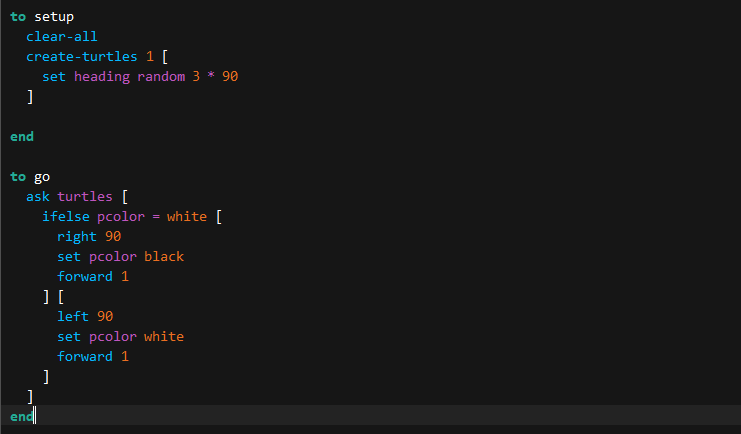 to setup
  clear-all
  create-turtles 1 [
    set heading random 3 * 90
  ]

end

to go
  ask turtles [
    ifelse pcolor = white [
      right 90
      set pcolor black
      forward 1
    ] [
      left 90
      set pcolor white
      forward 1
    ]
  ]
end